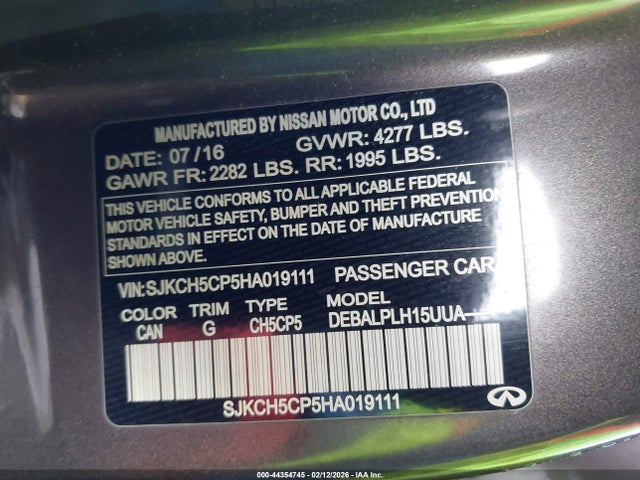 MANUFACTURED BY NISSAN MOTOR CO., LTD
DATE: 07/16 GVWR: 4277 LBS.
GAWR FR: 2282 LBS. RR: 1995 LBS.
THIS VEHICLE CONFORMS TO ALL APPLICABLE FEDERAL
MOTOR VEHICLE SAFETY, BUMPER AND THEFT PREVENTION
STANDARDS IN EFFECT ON THE DATE OF MANUFACTURE
SHOWN ABOVE.
VIN:SJKCH5CP5HA019111 PASSENGER CAR
COLOR TRIM TYPE MODEL
CAN G CH5CP5 DEBALPLH15UUA----
SJKCH5CP5HA019111
000-44354745 - 02/12/2026 - IAA Inc.